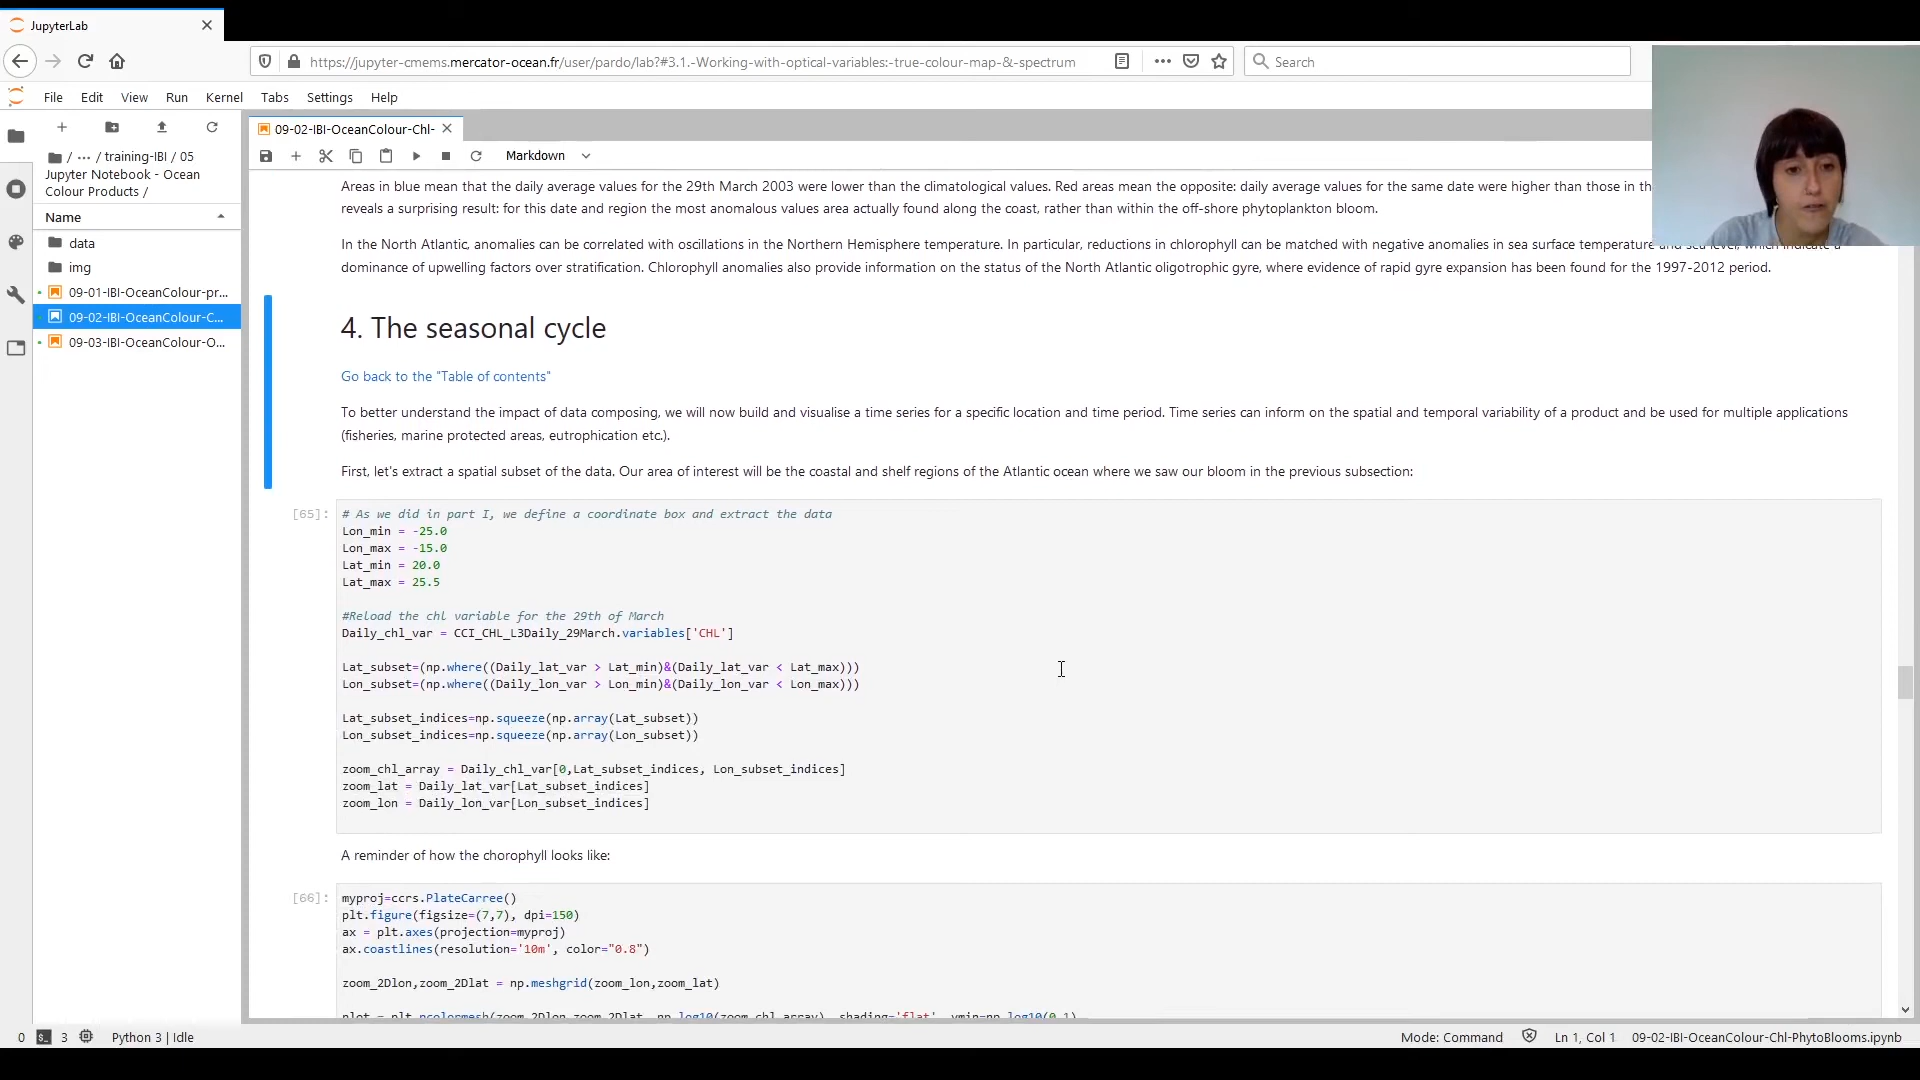 JupyterLab
https://jupyter-cmems.mercator-ocean.fr/user/pardo/lab?#3.1.-Working-with-optical-variables:-true-colour-map-&-spectrum
Search
File Edit View Run Kernel Tabs Settings Help
/ ··· / training-IBI / 05
Jupyter Notebook - Ocean
Colour Products /
Name
data
img
09-01-IBI-OceanColour-pr...
09-02-IBI-OceanColour-C...
09-03-IBI-OceanColour-O...
09-02-IBI-OceanColour-Chl-
Markdown
Areas in blue mean that the daily average values for the 29th March 2003 were lower than the climatological values. Red areas mean the opposite: daily average values for the same date were higher than those in th
reveals a surprising result: for this date and region the most anomalous values area actually found along the coast, rather than within the off-shore phytoplankton bloom.
In the North Atlantic, anomalies can be correlated with oscillations in the Northern Hemisphere temperature. In particular, reductions in chlorophyll can be matched with negative anomalies in sea surface temperature and sea level, which indicate a
dominance of upwelling factors over stratification. Chlorophyll anomalies also provide information on the status of the North Atlantic oligotrophic gyre, where evidence of rapid gyre expansion has been found for the 1997-2012 period.
4. The seasonal cycle
Go back to the "Table of contents"
To better understand the impact of data composing, we will now build and visualise a time series for a specific location and time period. Time series can inform on the spatial and temporal variability of a product and be used for multiple applications
(fisheries, marine protected areas, eutrophication etc.).
First, let's extract a spatial subset of the data. Our area of interest will be the coastal and shelf regions of the Atlantic ocean where we saw our bloom in the previous subsection:
[65]:
# As we did in part I, we define a coordinate box and extract the data
Lon_min = -25.0
Lon_max = -15.0
Lat_min = 20.0
Lat_max = 25.5
#Reload the chl variable for the 29th of March
Daily_chl_var = CCI_CHL_L3Daily_29March.variables['CHL']
Lat_subset=(np.where((Daily_lat_var > Lat_min)&(Daily_lat_var < Lat_max)))
Lon_subset=(np.where((Daily_lon_var > Lon_min)&(Daily_lon_var < Lon_max)))
Lat_subset_indices=np.squeeze(np.array(Lat_subset))
Lon_subset_indices=np.squeeze(np.array(Lon_subset))
zoom_chl_array = Daily_chl_var[0,Lat_subset_indices, Lon_subset_indices]
zoom_lat = Daily_lat_var[Lat_subset_indices]
zoom_lon = Daily_lon_var[Lon_subset_indices]
A reminder of how the chorophyll looks like:
[66]:
myproj=ccrs.PlateCarree()
plt.figure(figsize=(7,7), dpi=150)
ax = plt.axes(projection=myproj)
ax.coastlines(resolution='10m', color="0.8")
zoom_2Dlon,zoom_2Dlat = np.meshgrid(zoom_lon,zoom_lat)
plot = plt.pcolormesh(zoom_2Dlon,zoom_2Dlat, np.log10(zoom_chl_array), shading='flat', vmin=np.log10(0.1)
0 3 Python 3 | Idle
Mode: Command Ln 1, Col 1 09-02-IBI-OceanColour-Chl-PhytoBlooms.ipynb